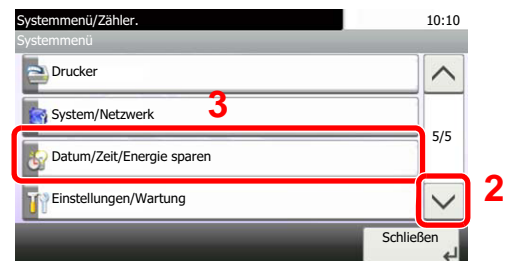 Systemmenü/Zähler. 10:10
Systemmenü
Drucker
System/Netzwerk 3
5/5
Datum/Zeit/Energie sparen
Einstellungen/Wartung 2
Schließen